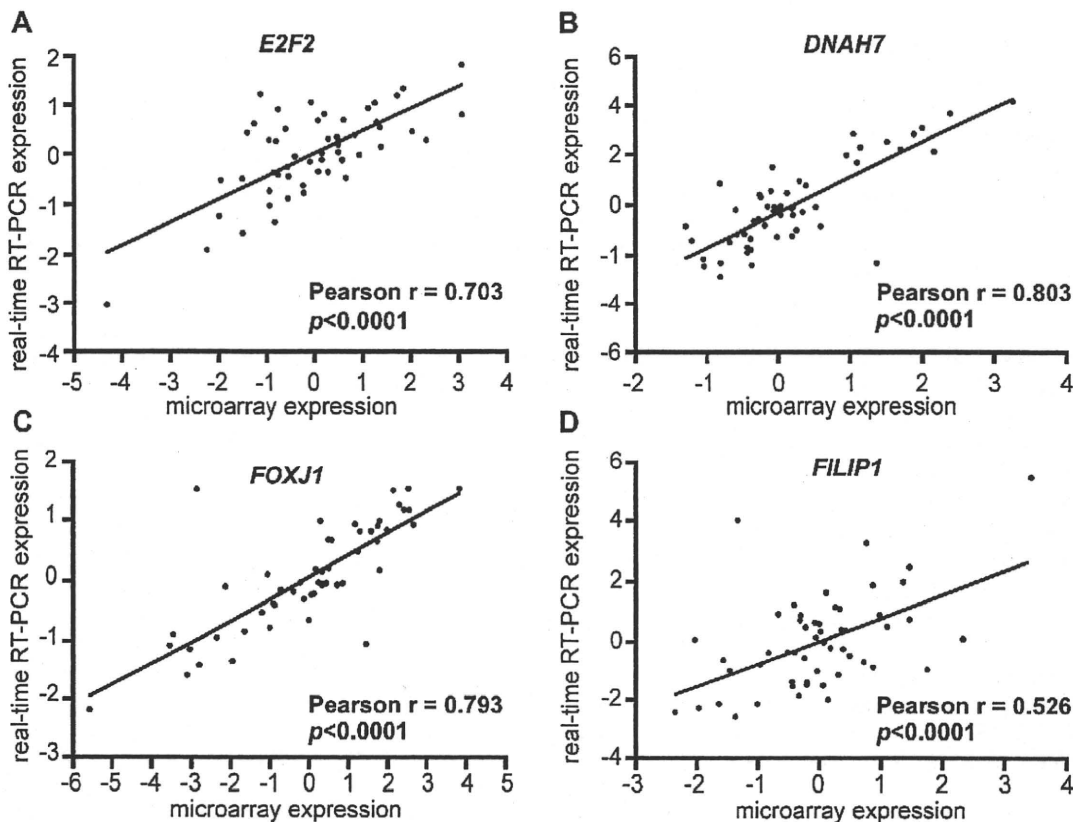 A
E2F2
real-time RT-PCR expression
2
1
0
-1
-2
-3
-4
Pearson r = 0.703
p<0.0001
-5 -4 -3 -2 -1 0 1 2 3 4
microarray expression
B
DNAH7
real-time RT-PCR expression
6
4
2
0
-1
-4
-6
Pearson r = 0.803
p<0.0001
-2 -1 0 1 2 3 4
microarray expression
C
FOXJ1
real-time RT-PCR expression
2
1
0
-1
-2
-3
Pearson r = 0.793
p<0.0001
-6 -5 -4 -3 -2 -1 0 1 2 3 4 5
microarray expression
D
FILIP1
real-time RT-PCR expression
6
4
2
0
-2
-4
Pearson r = 0.526
p<0.0001
-3 -2 -1 0 1 2 3 4
microarray expression